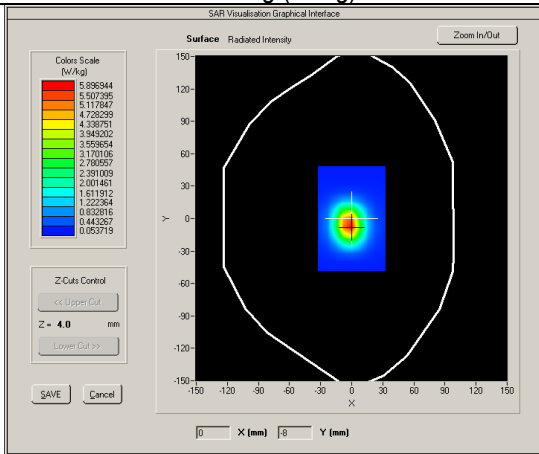 SAR Visualisation Graphical Interface
Surface Radiated Intensity
Zoom In/Out
Colors Scale
(W/kg)
5.896944
5.507395
5.117847
4.728299
4.338751
3.949202
3.559654
3.170106
2.780557
2.391009
2.001461
1.611912
1.222364
0.832816
0.443267
0.053719
Z-Cuts Control
<< Upper Cut
Z = 4.0 mm
Lower Cut >>
SAVE Cancel
150
120
90
60
30
Y 0
-30
-60
-90
-120
-150
-150 -120 -90 -60 -30 0 30 60 90 120 150
X
0 X (mm) -8 Y (mm)